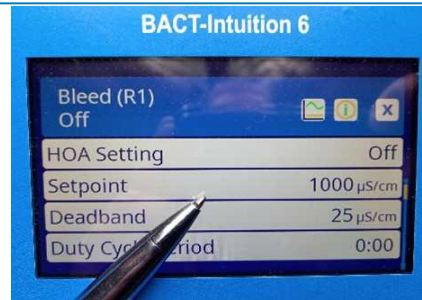 BACT-Intuition 6
Bleed (R1)
Off
HOA Setting Off
Setpoint 1000 µS/cm
Deadband 25 µS/cm
Duty 0:00